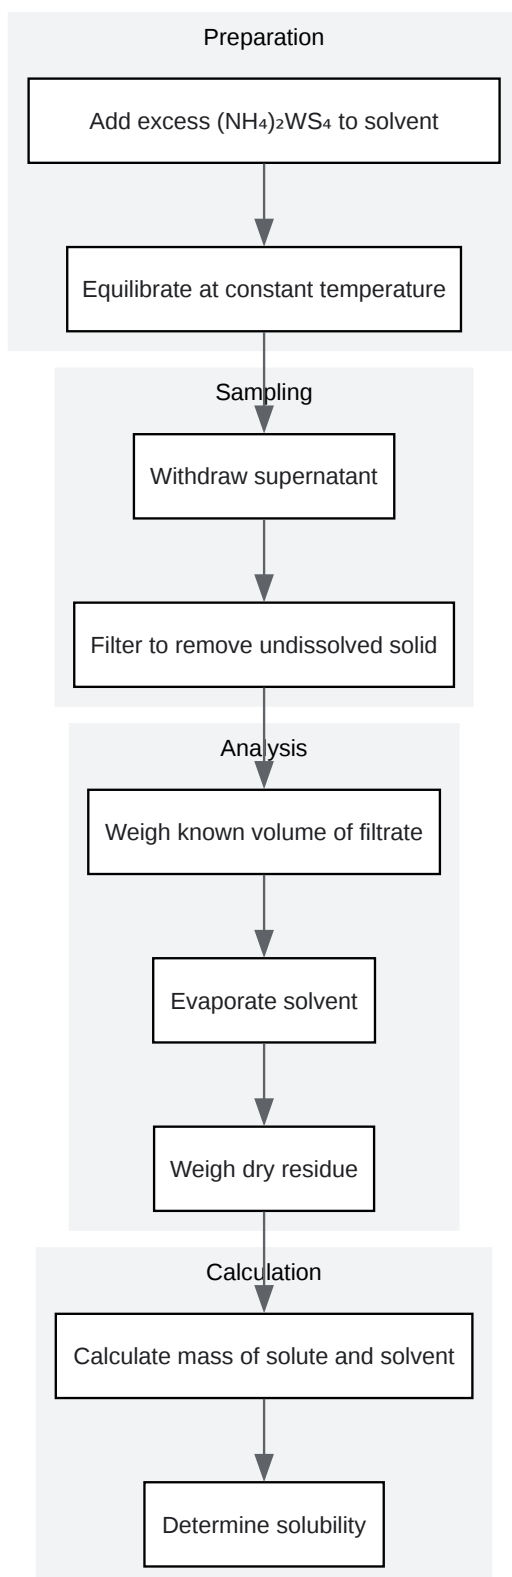 Preparation
Add excess (NH₄)₂WS₄ to solvent
Equilibrate at constant temperature
Sampling
Withdraw supernatant
Filter to remove undissolved solid
Analysis
Weigh known volume of filtrate
Evaporate solvent
Weigh dry residue
Calculation
Calculate mass of solute and solvent
Determine solubility